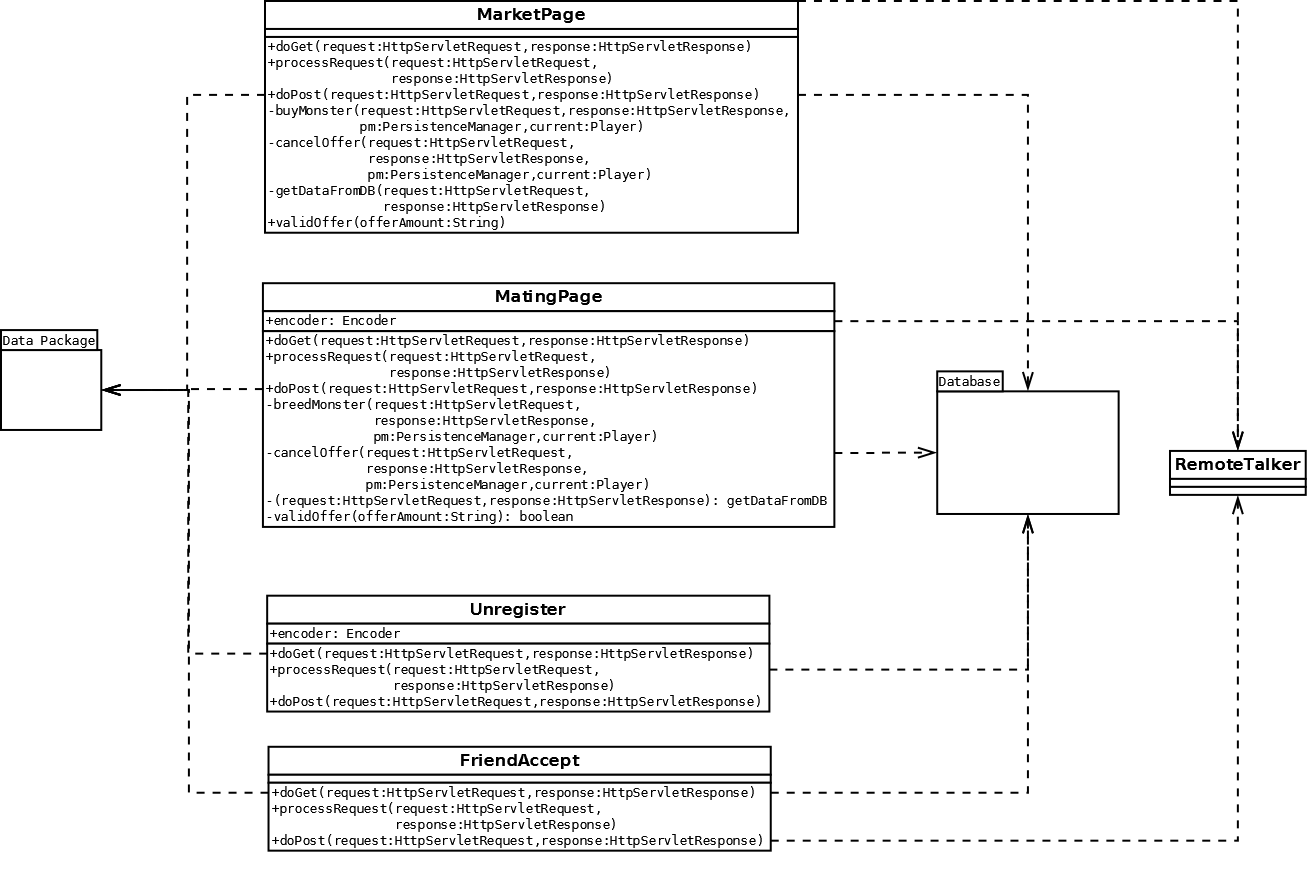 MarketPage
+doGet(request:HttpServletRequest,response:HttpServletResponse)
+processRequest(request:HttpServletRequest,
response:HttpServletResponse)
+doPost(request:HttpServletRequest,response:HttpServletResponse)
-buyMonster(request:HttpServletRequest,response:HttpServletResponse,
pm:PersistenceManager,current:Player)
-cancelOffer(request:HttpServletRequest,
response:HttpServletResponse,
pm:PersistenceManager,current:Player)
-getDataFromDB(request:HttpServletRequest,
response:HttpServletResponse)
+validOffer(offerAmount:String)
MatingPage
+encoder: Encoder
+doGet(request:HttpServletRequest,response:HttpServletResponse)
+processRequest(request:HttpServletRequest,
response:HttpServletResponse)
+doPost(request:HttpServletRequest,response:HttpServletResponse)
-breedMonster(request:HttpServletRequest,
response:HttpServletResponse,
pm:PersistenceManager,current:Player)
-cancelOffer(request:HttpServletRequest,
response:HttpServletResponse,
pm:PersistenceManager,current:Player)
-(request:HttpServletRequest,response:HttpServletResponse): getDataFromDB
-validOffer(offerAmount:String): boolean
Data Package
Database
RemoteTalker
Unregister
+encoder: Encoder
+doGet(request:HttpServletRequest,response:HttpServletResponse)
+processRequest(request:HttpServletRequest,
response:HttpServletResponse)
+doPost(request:HttpServletRequest,response:HttpServletResponse)
FriendAccept
+doGet(request:HttpServletRequest,response:HttpServletResponse)
+processRequest(request:HttpServletRequest,
response:HttpServletResponse)
+doPost(request:HttpServletRequest,response:HttpServletResponse)